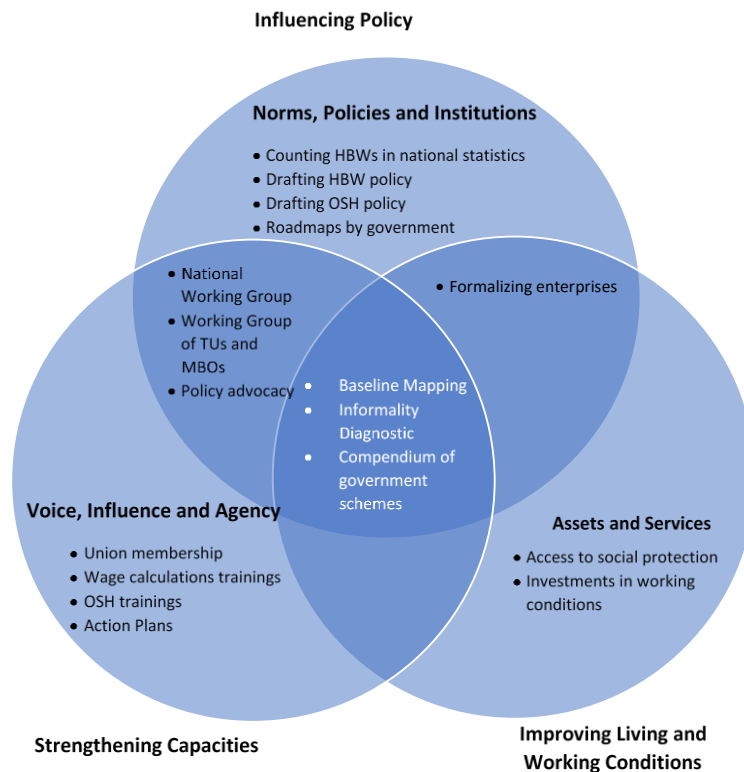 Influencing Policy
Norms, Policies and Institutions
• Counting HBWs in national statistics
• Drafting HBW policy
• Drafting OSH policy
• Roadmaps by government
• National
Working Group
• Working Group
of TUs and
MBOs
• Policy advocacy
• Formalizing enterprises
• Baseline Mapping
• Informality
Diagnostic
• Compendium of
government
schemes
Voice, Influence and Agency
• Union membership
• Wage calculations trainings
• OSH trainings
• Action Plans
Assets and Services
• Access to social protection
• Investments in working
conditions
Strengthening Capacities
Improving Living and
Working Conditions